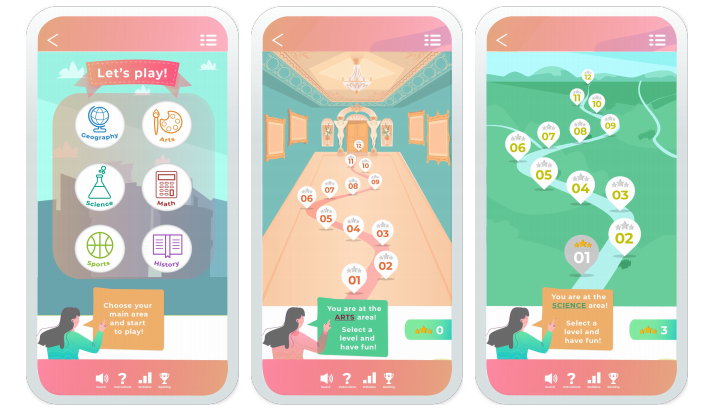 Let's play!
Geography
Arts
Science
Math
Sports
History
Choose your
main area
and start
to play!
12
11
10
09
08
07
06
05
04
03
02
01
You are at the
ARTS area!
Select a
level and
have fun!
0
12
11
10
09
08
07
06
05
04
03
02
01
You are at the
SCIENCE area!
Select a
level and
have fun!
3